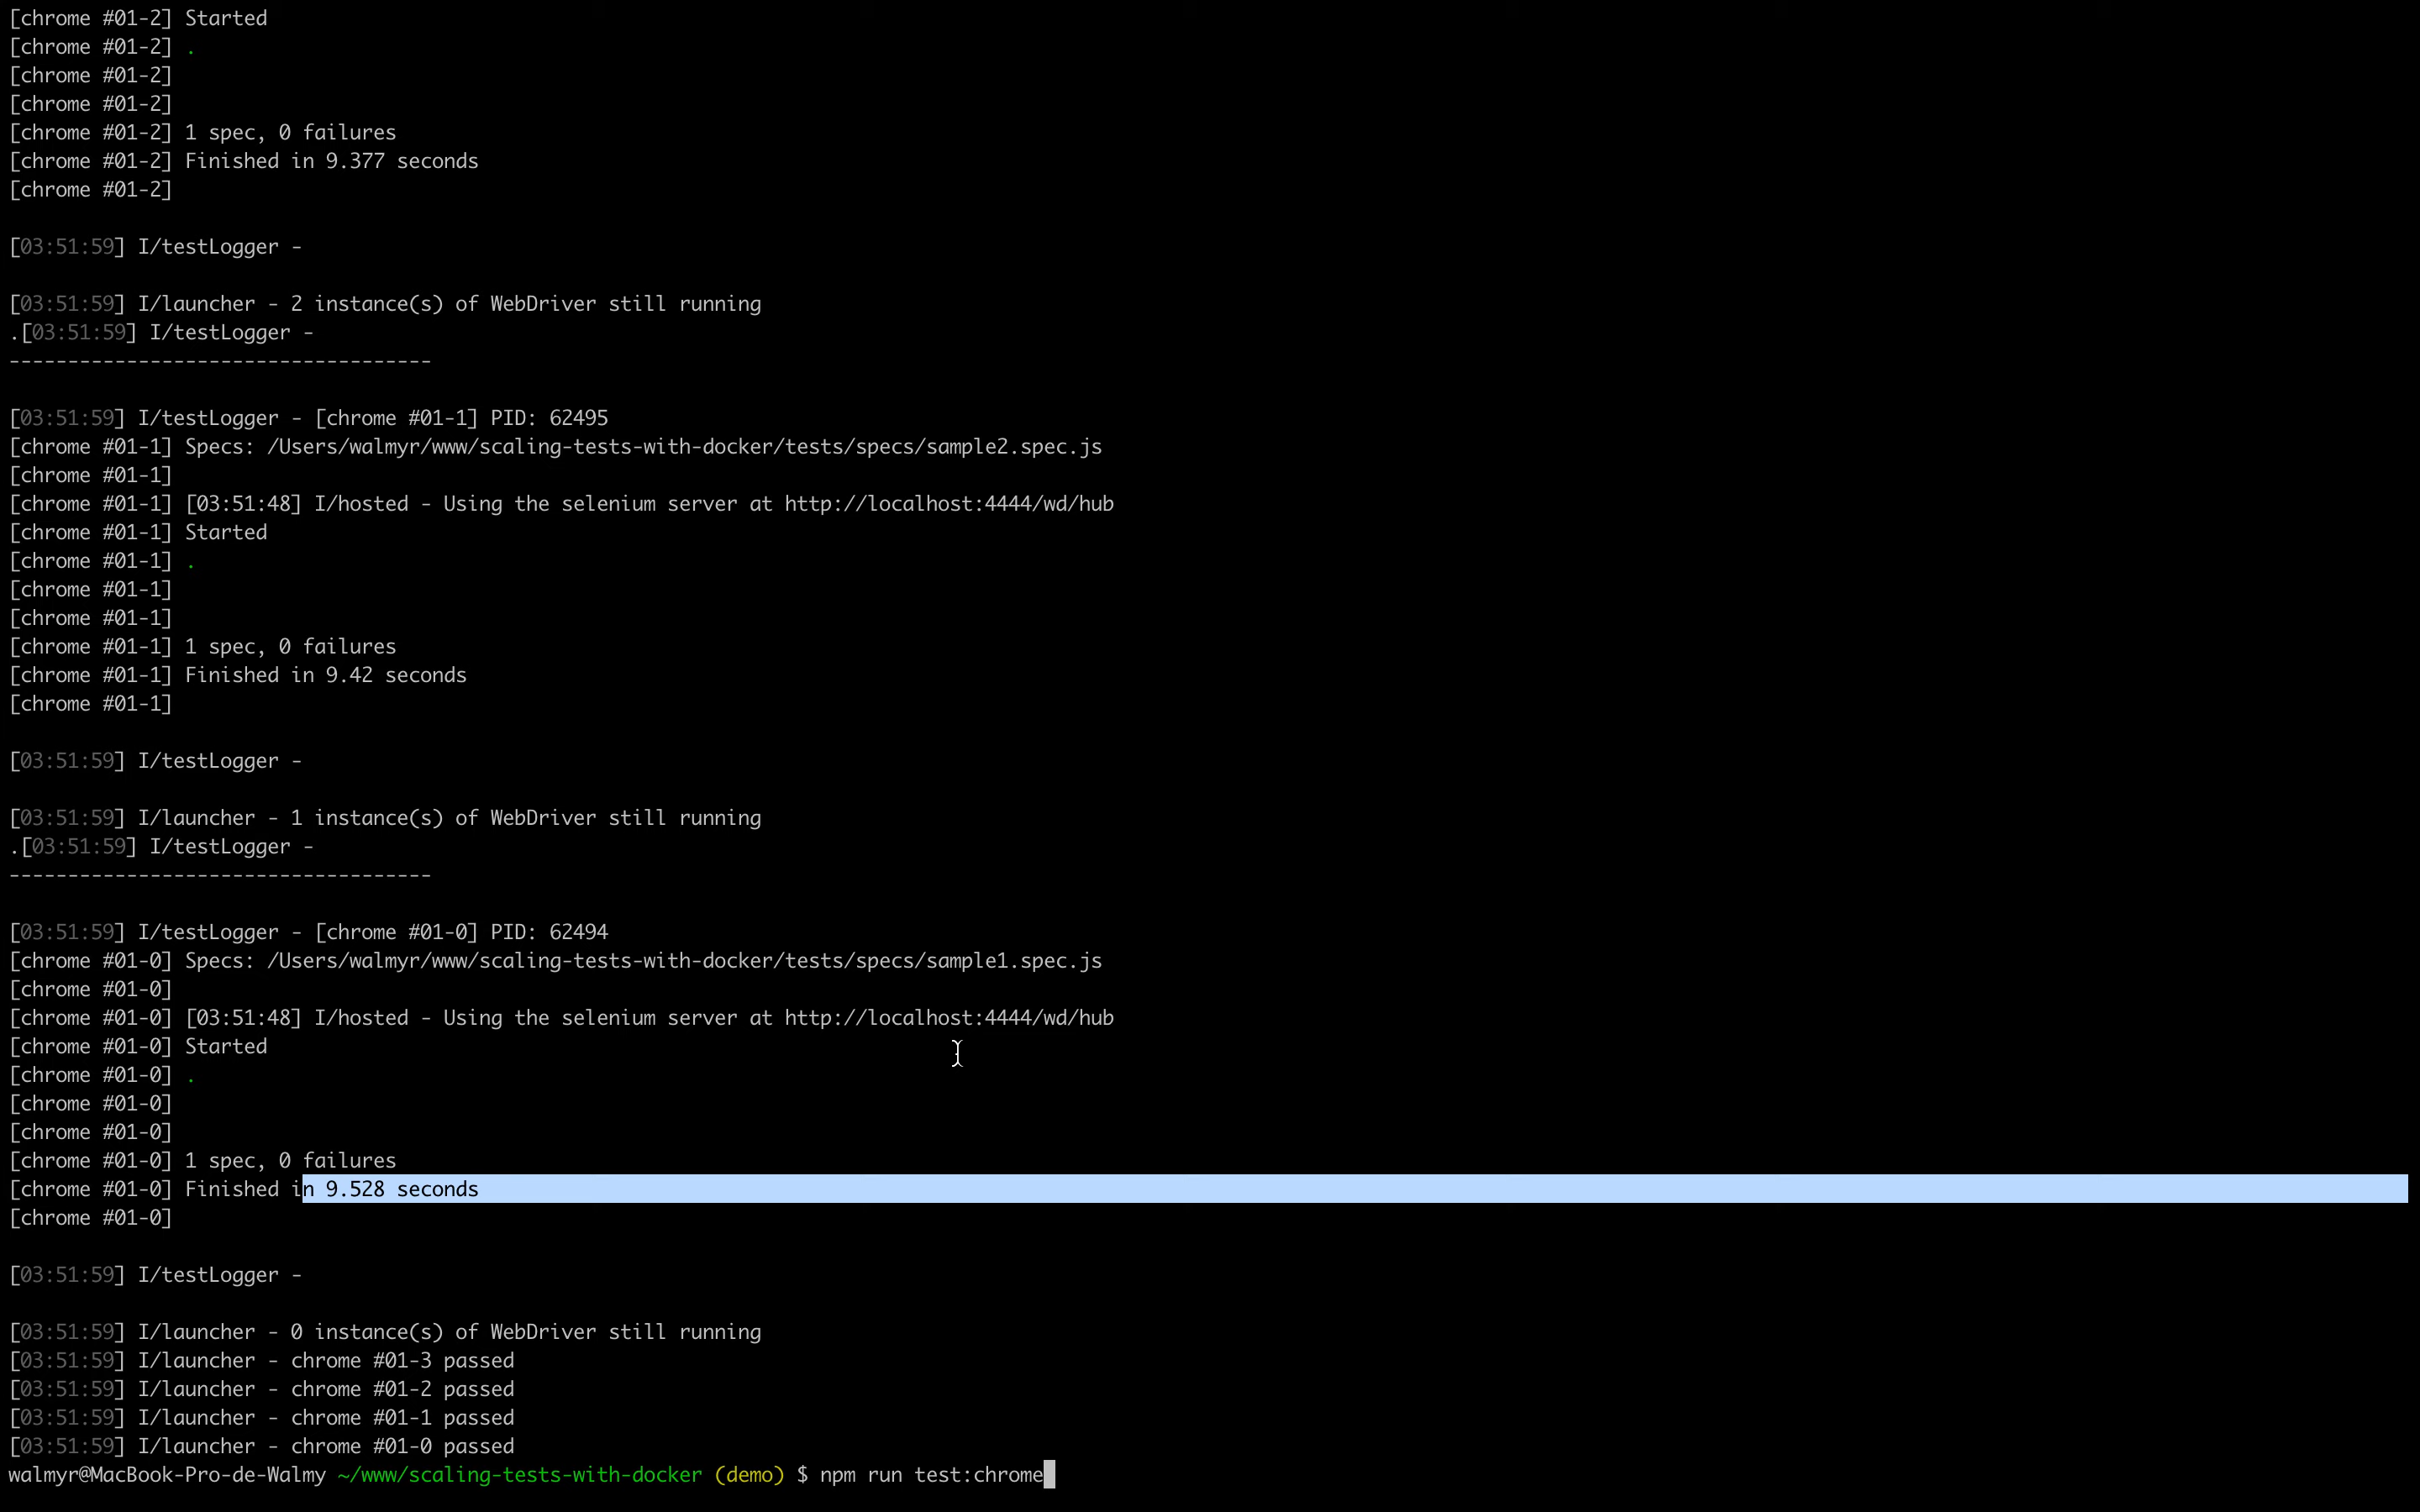 [chrome #01-2] Started
[chrome #01-2] .
[chrome #01-2]
[chrome #01-2]
[chrome #01-2] 1 spec, 0 failures
[chrome #01-2] Finished in 9.377 seconds
[chrome #01-2]
[03:51:59] I/testLogger -
[03:51:59] I/launcher - 2 instance(s) of WebDriver still running
.[03:51:59] I/testLogger -
------------------------------------
[03:51:59] I/testLogger - [chrome #01-1] PID: 62495
[chrome #01-1] Specs: /Users/walmyr/www/scaling-tests-with-docker/tests/specs/sample2.spec.js
[chrome #01-1]
[chrome #01-1] [03:51:48] I/hosted - Using the selenium server at http://localhost:4444/wd/hub
[chrome #01-1] Started
[chrome #01-1] .
[chrome #01-1]
[chrome #01-1]
[chrome #01-1] 1 spec, 0 failures
[chrome #01-1] Finished in 9.42 seconds
[chrome #01-1]
[03:51:59] I/testLogger -
[03:51:59] I/launcher - 1 instance(s) of WebDriver still running
.[03:51:59] I/testLogger -
------------------------------------
[03:51:59] I/testLogger - [chrome #01-0] PID: 62494
[chrome #01-0] Specs: /Users/walmyr/www/scaling-tests-with-docker/tests/specs/sample1.spec.js
[chrome #01-0]
[chrome #01-0] [03:51:48] I/hosted - Using the selenium server at http://localhost:4444/wd/hub
[chrome #01-0] Started
[chrome #01-0] .
[chrome #01-0]
[chrome #01-0]
[chrome #01-0] 1 spec, 0 failures
[chrome #01-0] Finished in 9.528 seconds
[chrome #01-0]
[03:51:59] I/testLogger -
[03:51:59] I/launcher - 0 instance(s) of WebDriver still running
[03:51:59] I/launcher - chrome #01-3 passed
[03:51:59] I/launcher - chrome #01-2 passed
[03:51:59] I/launcher - chrome #01-1 passed
[03:51:59] I/launcher - chrome #01-0 passed
walmyr@MacBook-Pro-de-Walmy ~/www/scaling-tests-with-docker (demo) $ npm run test:chrome